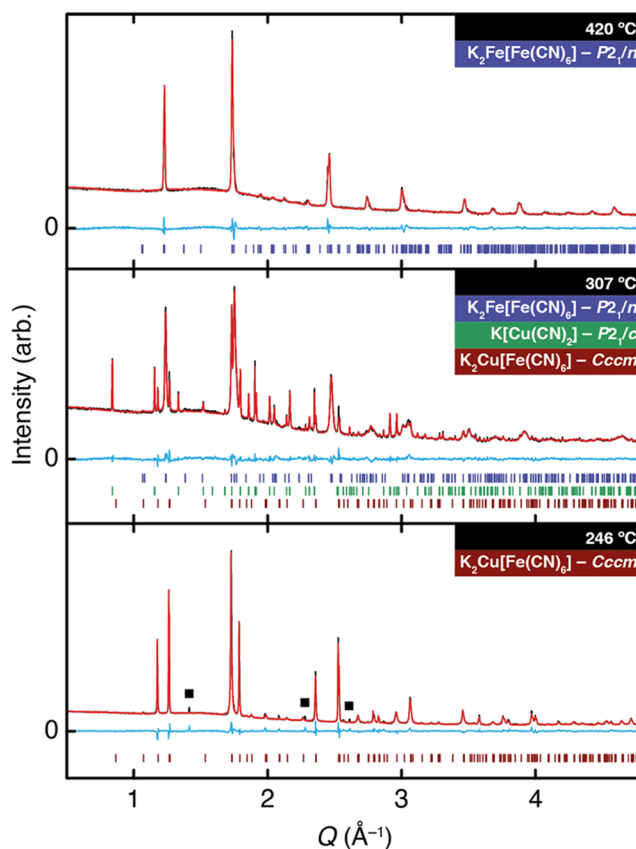 420 °C
K₂Fe[Fe(CN)₆] – P2₁/n
0
307 °C
K₂Fe[Fe(CN)₆] – P2₁/n
K[Cu(CN)₂] – P2₁/c
K₂Cu[Fe(CN)₆] – Cccm
Intensity (arb.)
0
246 °C
K₂Cu[Fe(CN)₆] – Cccm
0
1 2 3 4
Q (Å⁻¹)